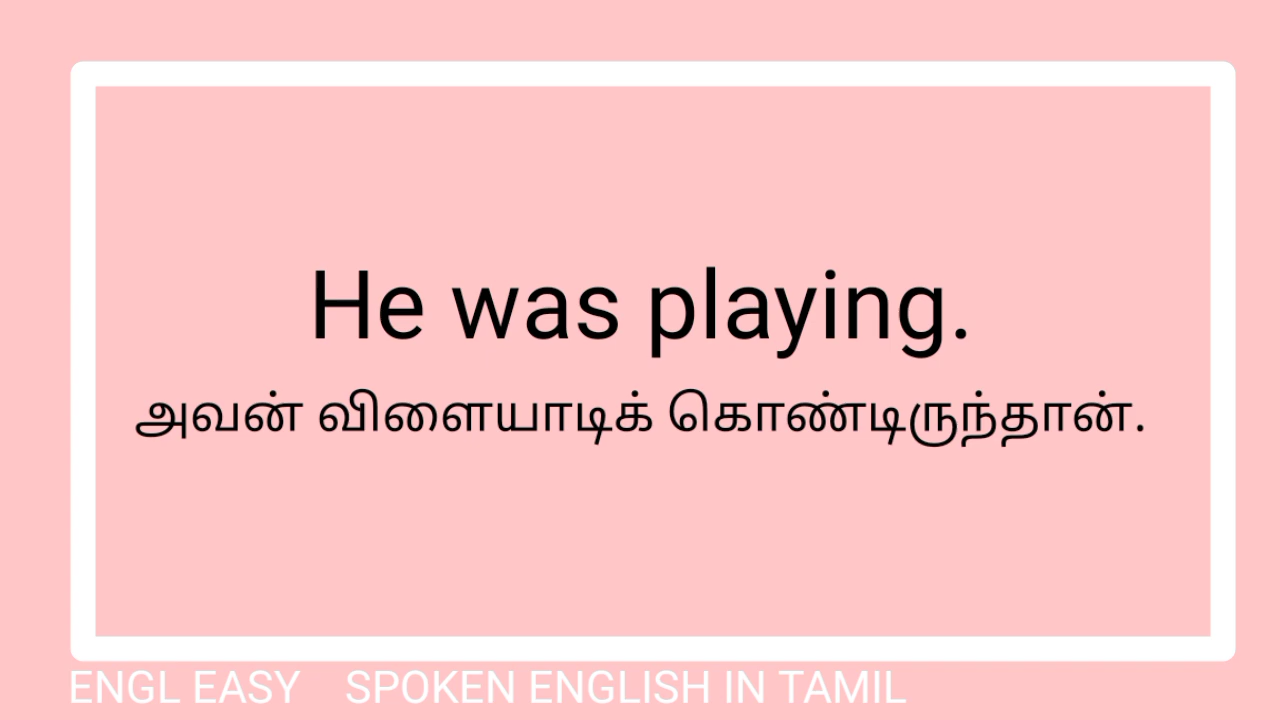 He was playing.
அவன் விளையாடிக் கொண்டிருந்தான்.
ENGL EASY SPOKEN ENGLISH IN TAMIL